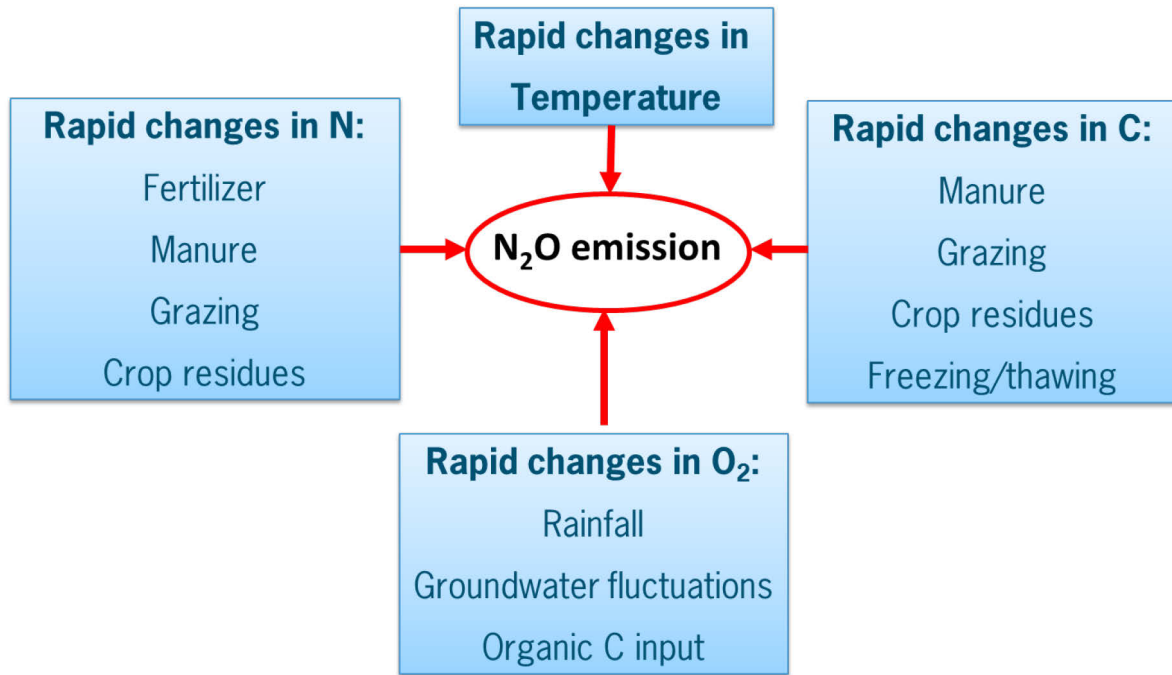 Rapid changes in
Temperature
Rapid changes in N:
Fertilizer
Manure
Grazing
Crop residues
N₂O emission
Rapid changes in C:
Manure
Grazing
Crop residues
Freezing/thawing
Rapid changes in O₂:
Rainfall
Groundwater fluctuations
Organic C input